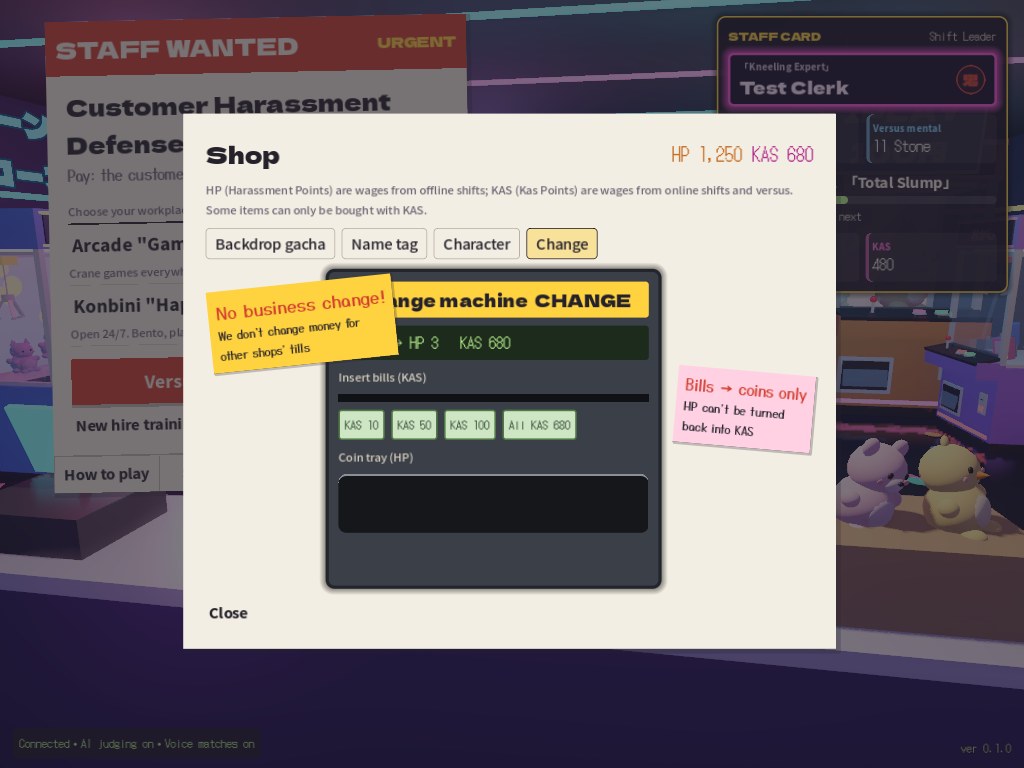 STAFF WANTED
URGENT
Customer Harassment
Defense
Pay: the custome
Choose your workplac
Arcade "Gam
Crane games everywh
Konbini "Hap
Open 24/7. Bento, pla
Vers
New hire traini
How to play
STAFF CARD
Shift Leader
「Kneeling Expert」
Test Clerk
Versus mental
11 Stone
「Total Slump」
next
KAS
480
Shop
HP 1,250 KAS 680
HP (Harassment Points) are wages from offline shifts; KAS (Kas Points) are wages from online shifts and versus.
Some items can only be bought with KAS.
Backdrop gacha
Name tag
Character
Change
No business change!
We don't change money for
other shops' tills
ange machine CHANGE
→ HP 3 KAS 680
Insert bills (KAS)
KAS 10
KAS 50
KAS 100
All KAS 680
Coin tray (HP)
Bills → coins only
HP can't be turned
back into KAS
Close
Connected • AI judging on • Voice matches on
ver 0.1.0